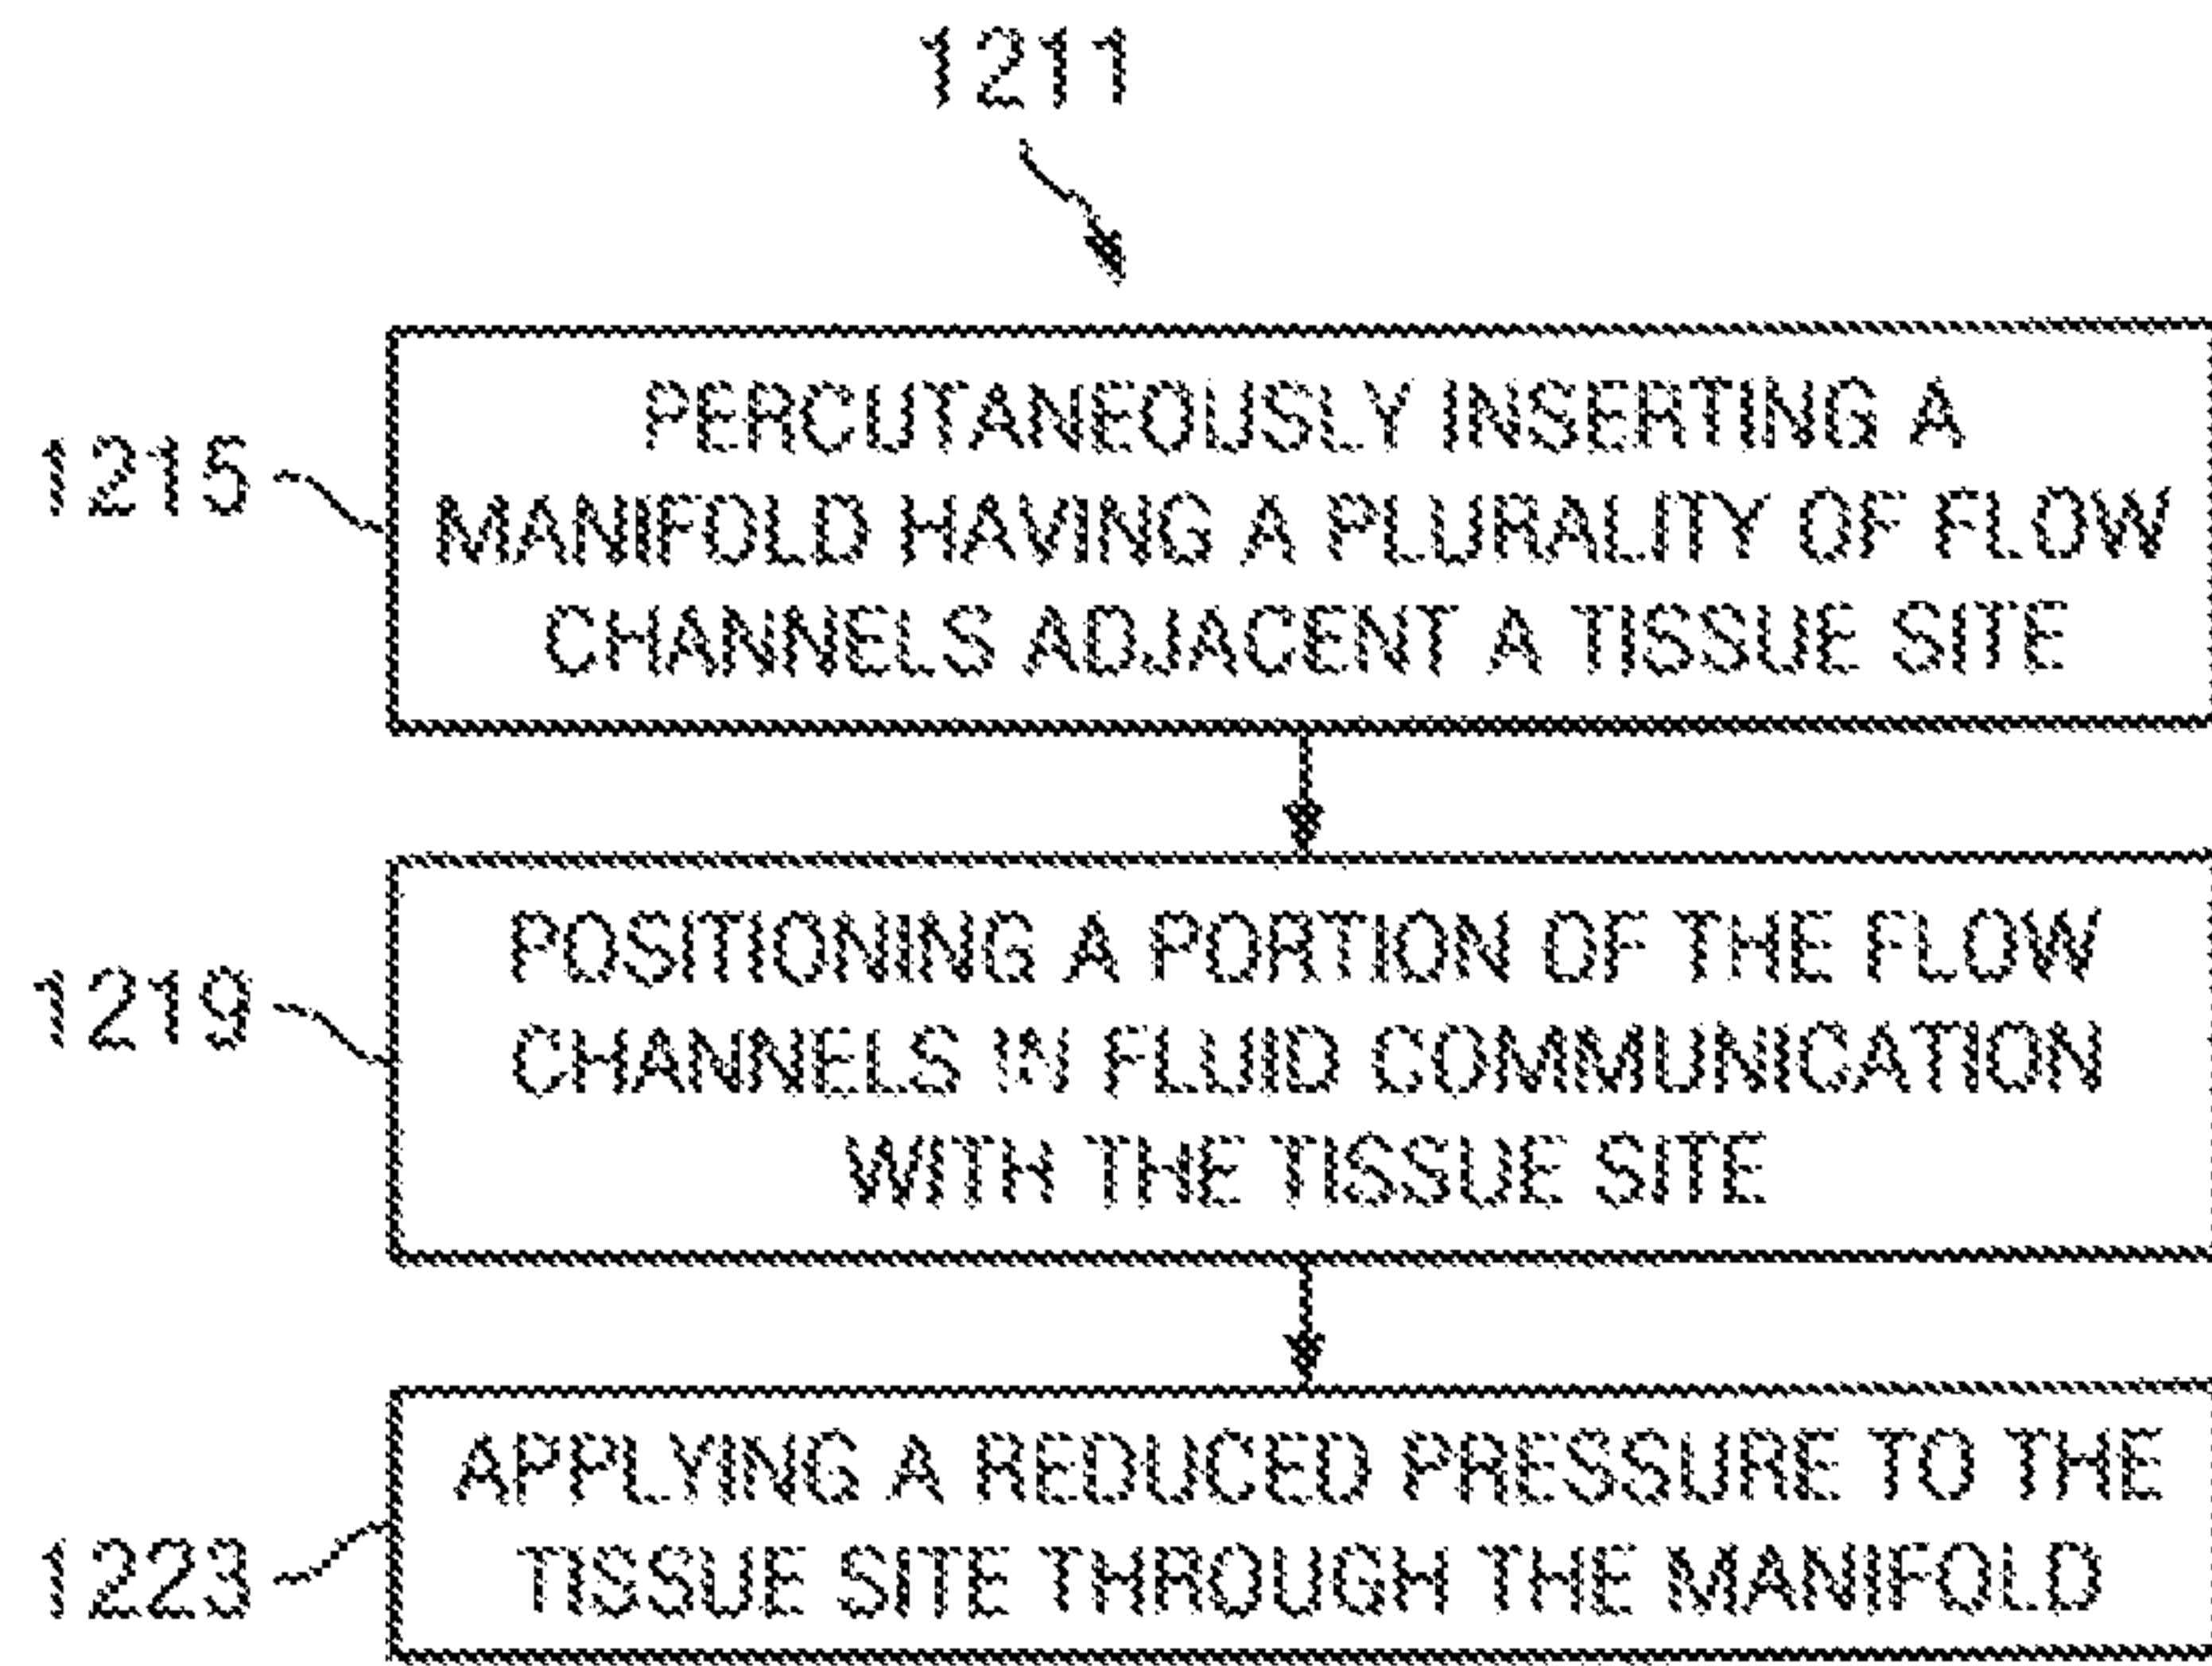 1211
1215
PERCUTANEOUSLY INSERTING A
MANIFOLD HAVING A PLURALITY OF FLOW
CHANNELS ADJACENT A TISSUE SITE
1219
POSITIONING A PORTION OF THE FLOW
CHANNELS IN FLUID COMMUNICATION
WITH THE TISSUE SITE
1223
APPLYING A REDUCED PRESSURE TO THE
TISSUE SITE THROUGH THE MANIFOLD